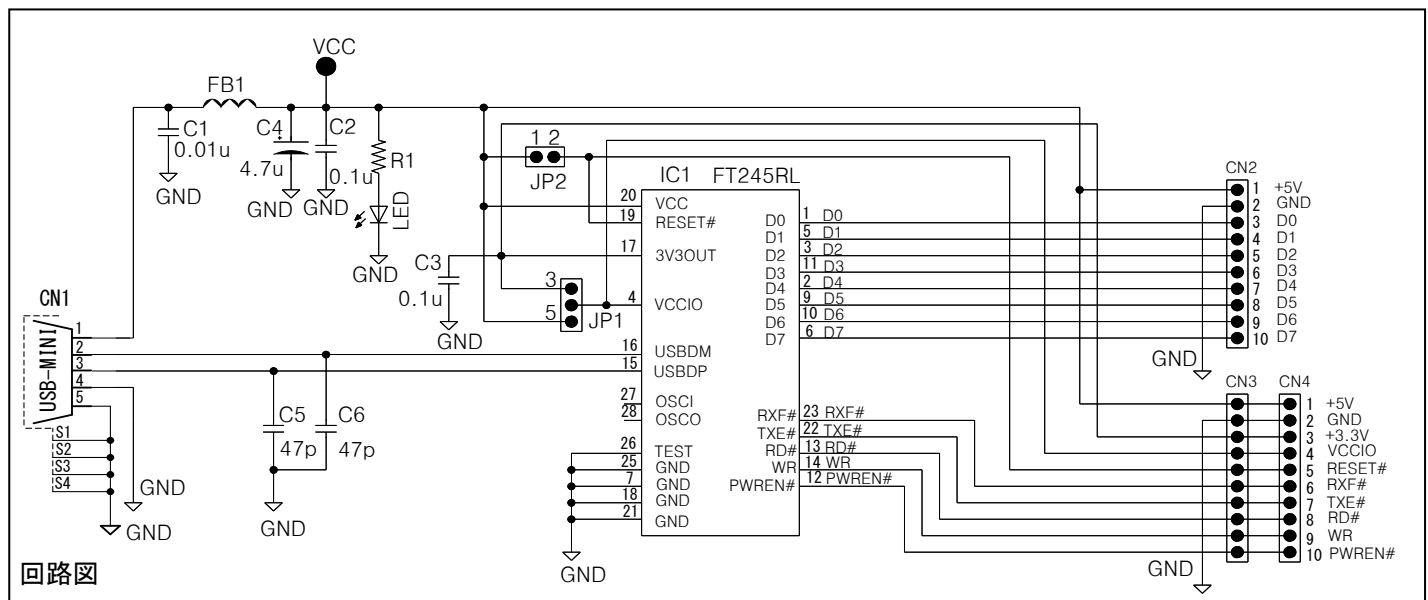 VCC
FB1
C1
0.01u
GND
C4
4.7u
GND
C2
0.1u
GND
R1
LED
GND
1 2
JP2
IC1 FT245RL
20 VCC
19 RESET#
17 3V3OUT
4 VCCIO
16 USBDM
15 USBDP
27 OSCI
28 OSCO
26 TEST
25 GND
7 GND
18 GND
21 GND
GND
C3
0.1u
GND
3
5
JP1
D0 1 D0
D1 5 D1
D2 3 D2
D3 11 D3
D4 2 D4
D5 9 D5
D6 10 D6
D7 6 D7
RXF# 23 RXF#
TXE# 22 TXE#
RD# 13 RD#
WR 14 WR
PWREN# 12 PWREN#
CN2
1 +5V
2 GND
3 D0
4 D1
5 D2
6 D3
7 D4
8 D5
9 D6
10 D7
GND
CN3 CN4
1 +5V
2 GND
3 +3.3V
4 VCCIO
5 RESET#
6 RXF#
7 TXE#
8 RD#
9 WR
10 PWREN#
GND
CN1
USB-MINI
1
2
3
4
5
S1
S2
S3
S4
GND
GND
C5
47p
C6
47p
GND
回路図